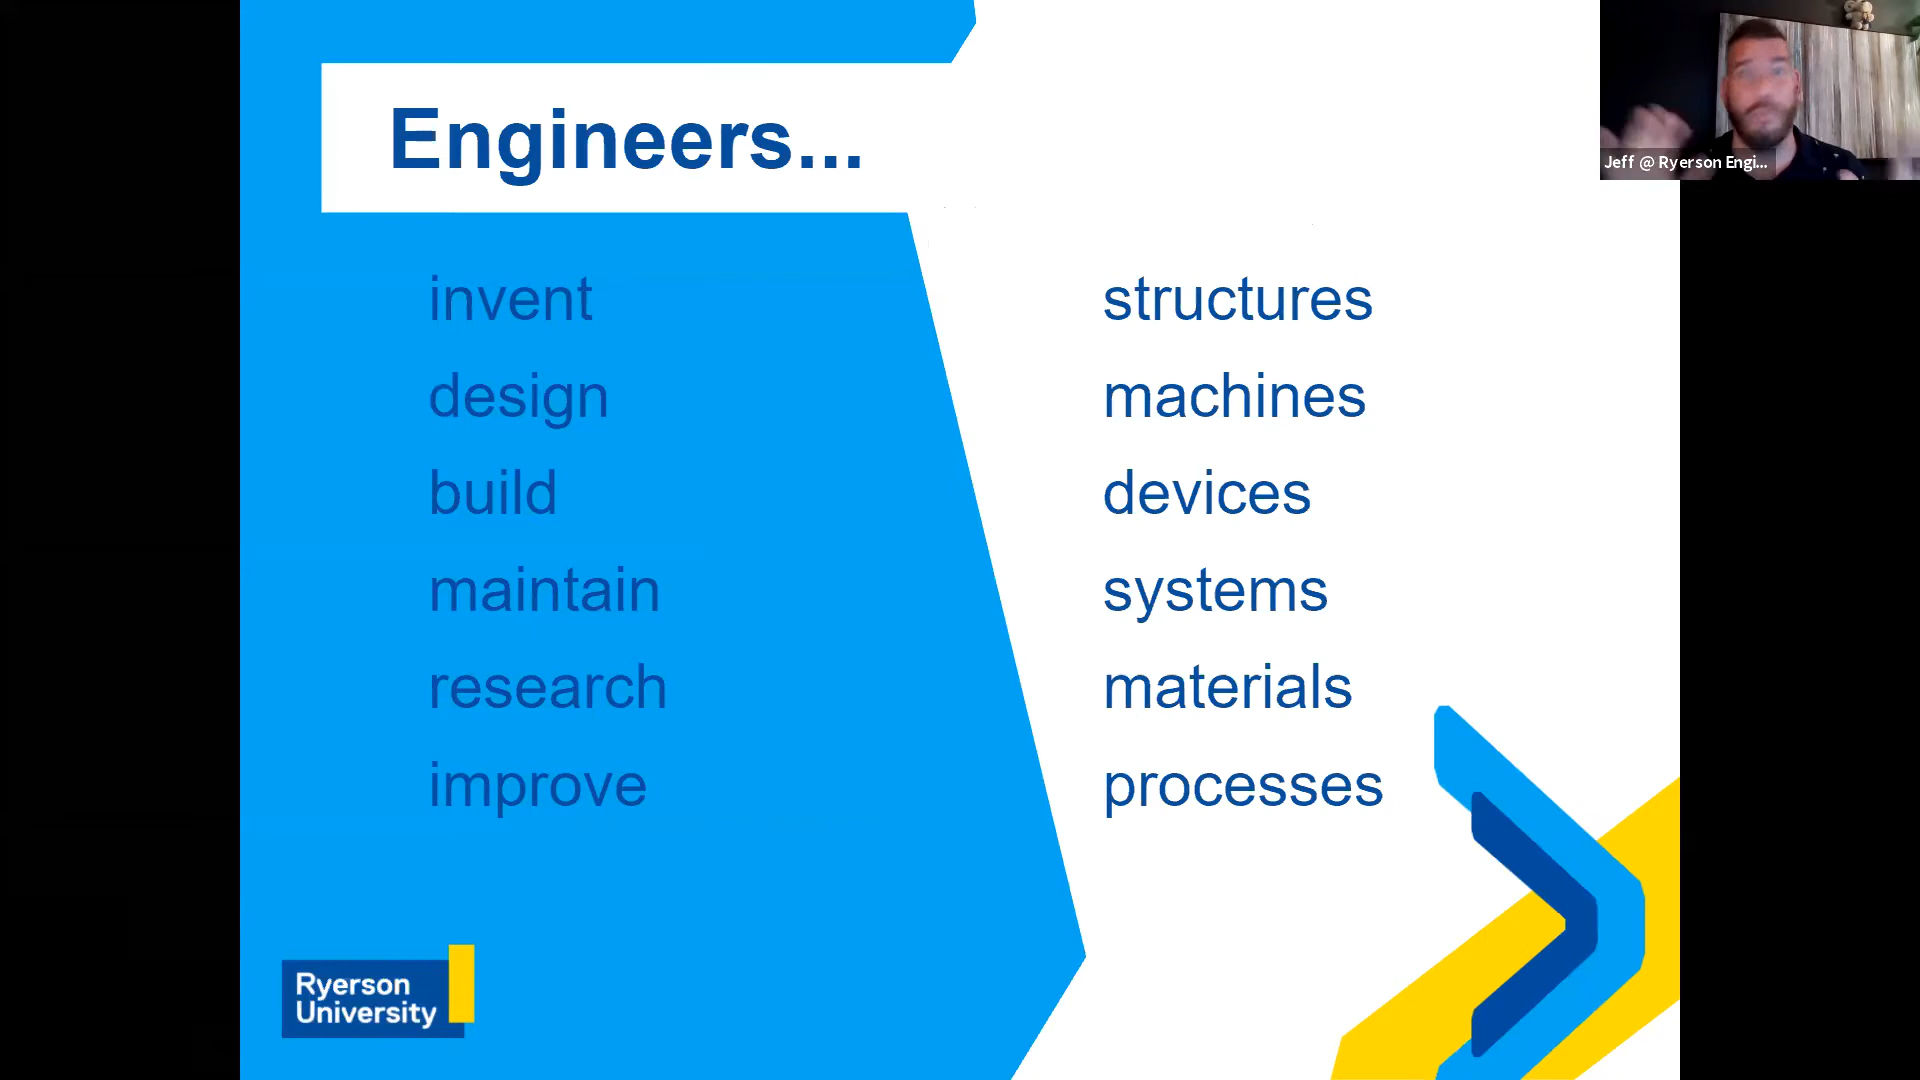 Engineers...
invent
design
build
maintain
research
improve
structures
machines
devices
systems
materials
processes
Ryerson
University
Jeff @ Ryerson Engi...